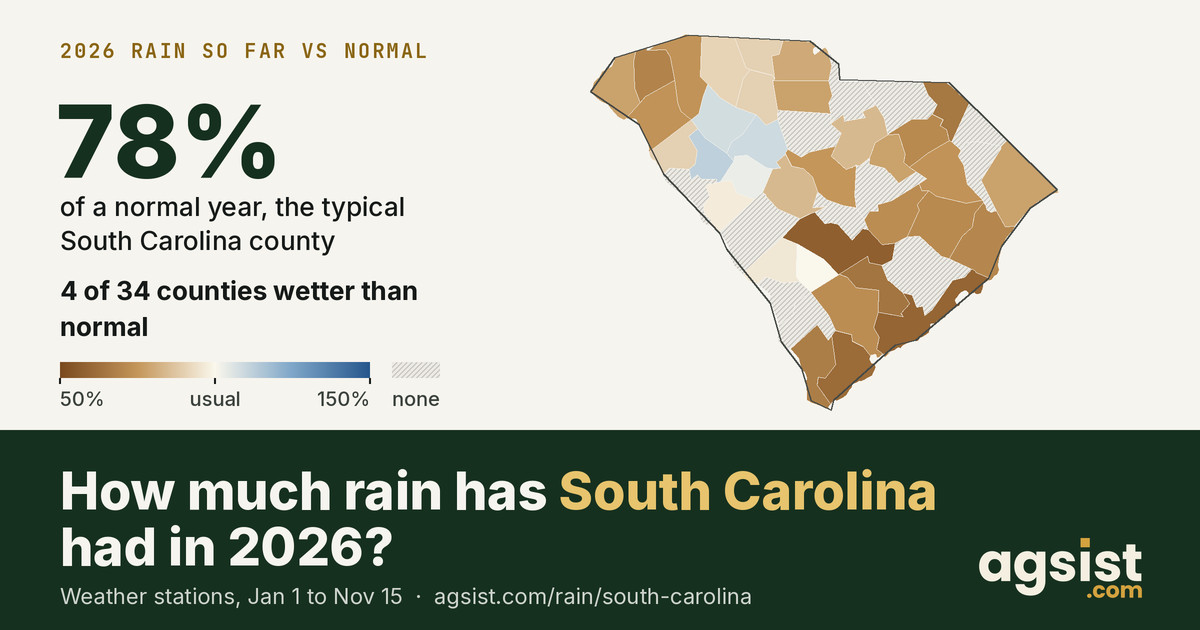 2026 RAIN SO FAR VS NORMAL
78%
of a normal year, the typical
South Carolina county
4 of 34 counties wetter than
normal
50% usual 150% none
How much rain has South Carolina
had in 2026?
Weather stations, Jan 1 to Nov 15 · agsist.com/rain/south-carolina
agsist
.com